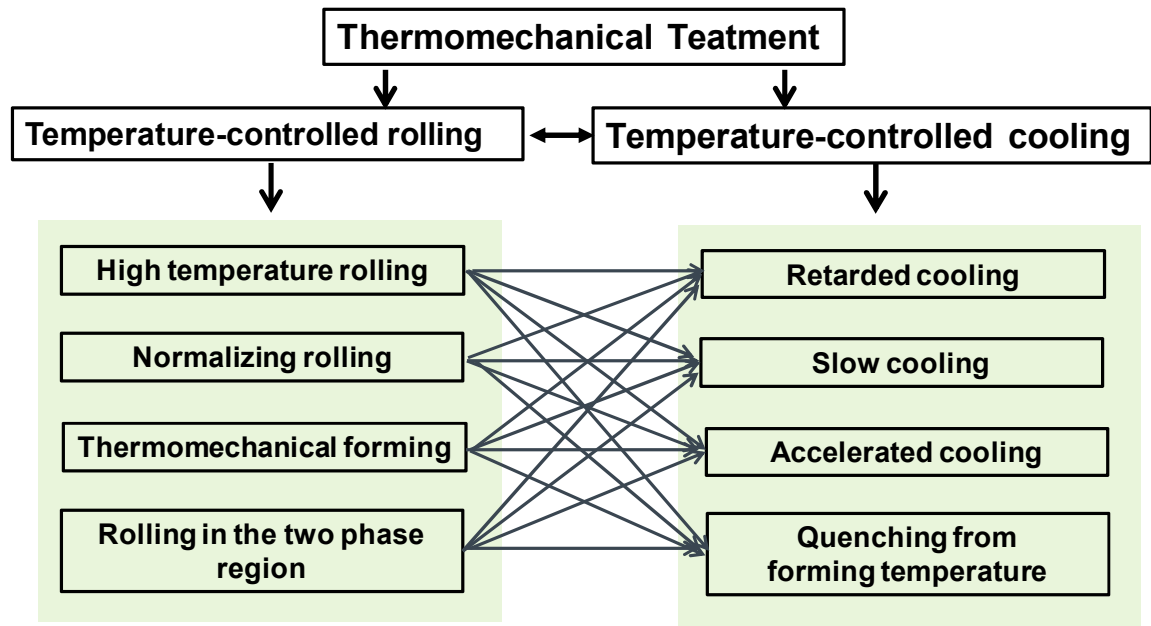 Thermomechanical Teatment
Temperature-controlled rolling
Temperature-controlled cooling
High temperature rolling
Normalizing rolling
Thermomechanical forming
Rolling in the two phase
region
Retarded cooling
Slow cooling
Accelerated cooling
Quenching from
forming temperature